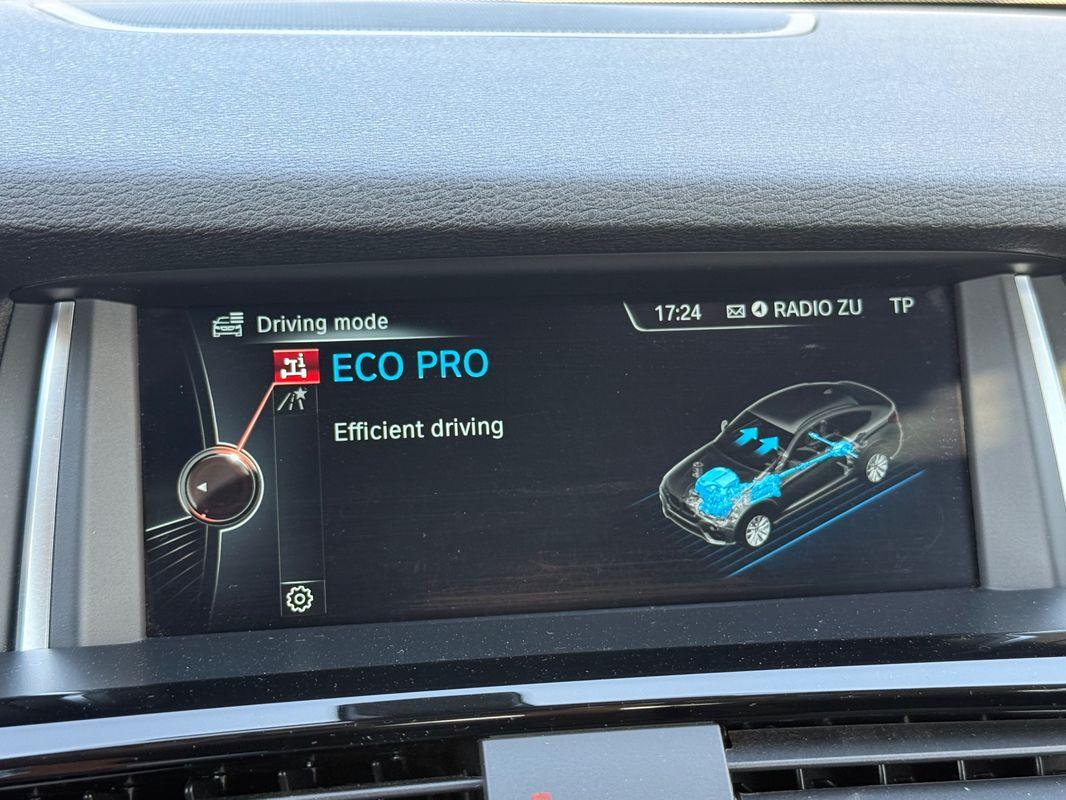 Driving mode
17:24 RADIO ZU TP
ECO PRO
Efficient driving